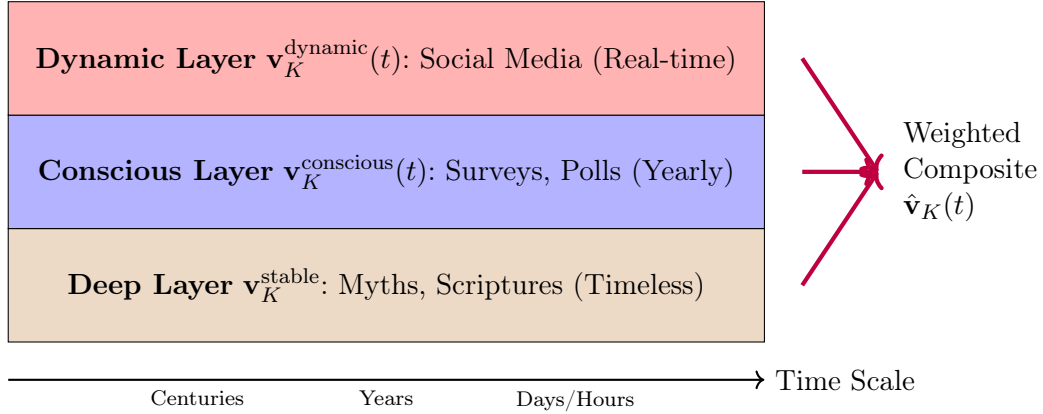 Dynamic Layer v_K^dynamic(t): Social Media (Real-time)
Conscious Layer v_K^conscious(t): Surveys, Polls (Yearly)
Deep Layer v_K^stable: Myths, Scriptures (Timeless)
Weighted
Composite
v̂_K(t)
Time Scale
Centuries
Years
Days/Hours